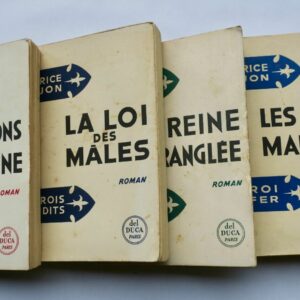 ONS
NE
ROMAN
RICE
ON
LA LOI
DES
MÂLES
ROMAN
ROIS
DITS
del
DUCA
PARIS
RICE
ON
REINE
RANGLÉE
ROMAN
del
DUCA
PARIS
LES
MA
ROI
FER
del
DUCA
PARIS